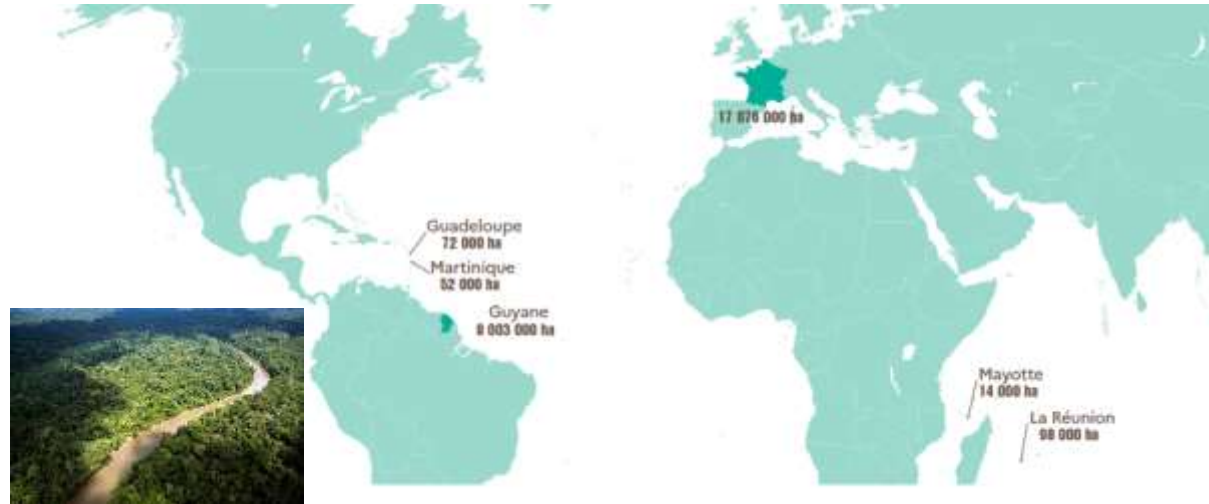 17 876 000 ha
Guadeloupe
72 000 ha
Martinique
52 000 ha
Guyane
8 003 000 ha
Mayotte
14 000 ha
La Réunion
98 000 ha